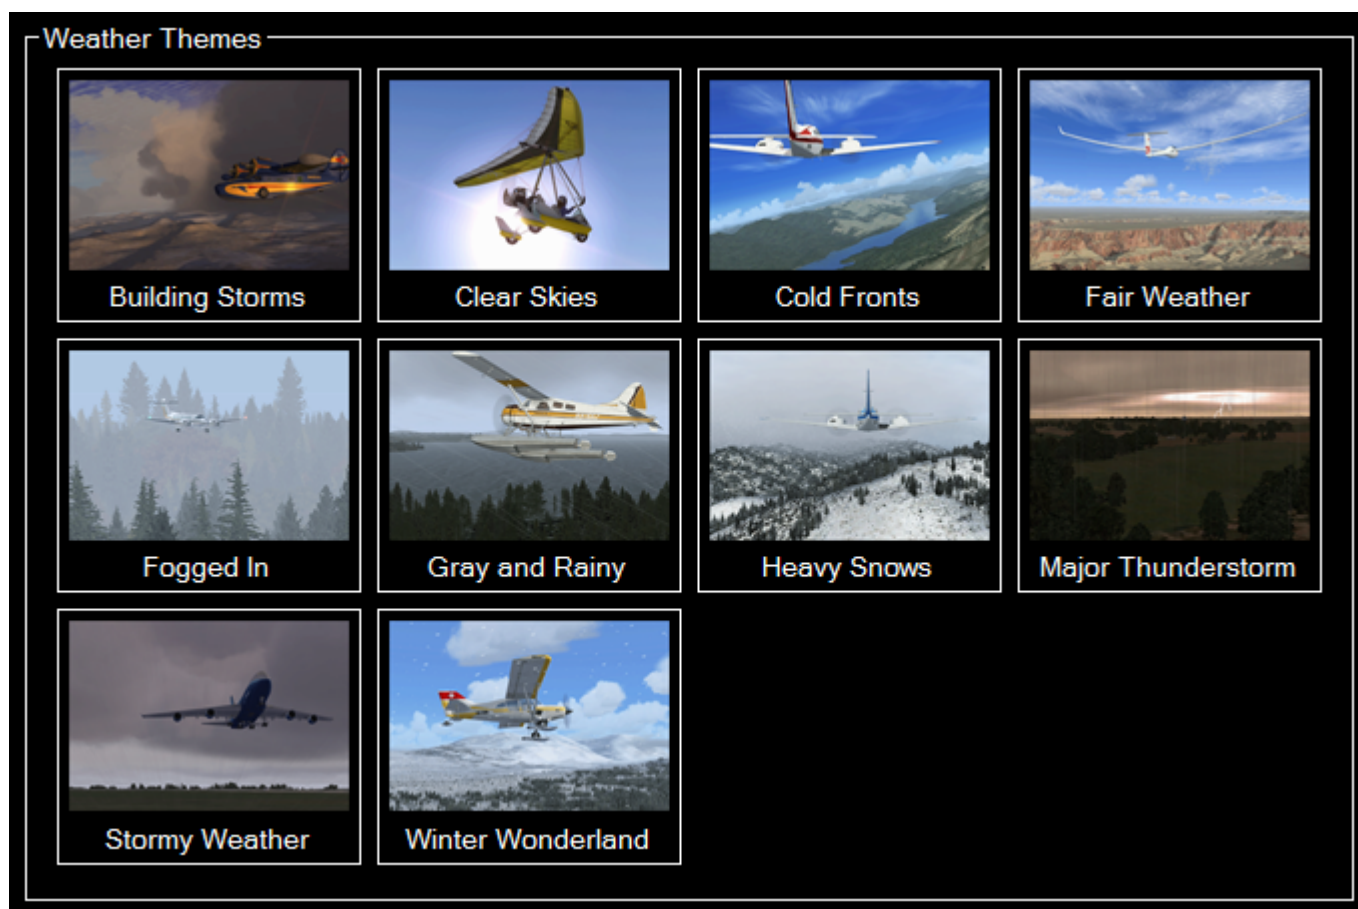 Weather Themes
Building Storms
Clear Skies
Cold Fronts
Fair Weather
Fogged In
Gray and Rainy
Heavy Snows
Major Thunderstorm
Stormy Weather
Winter Wonderland